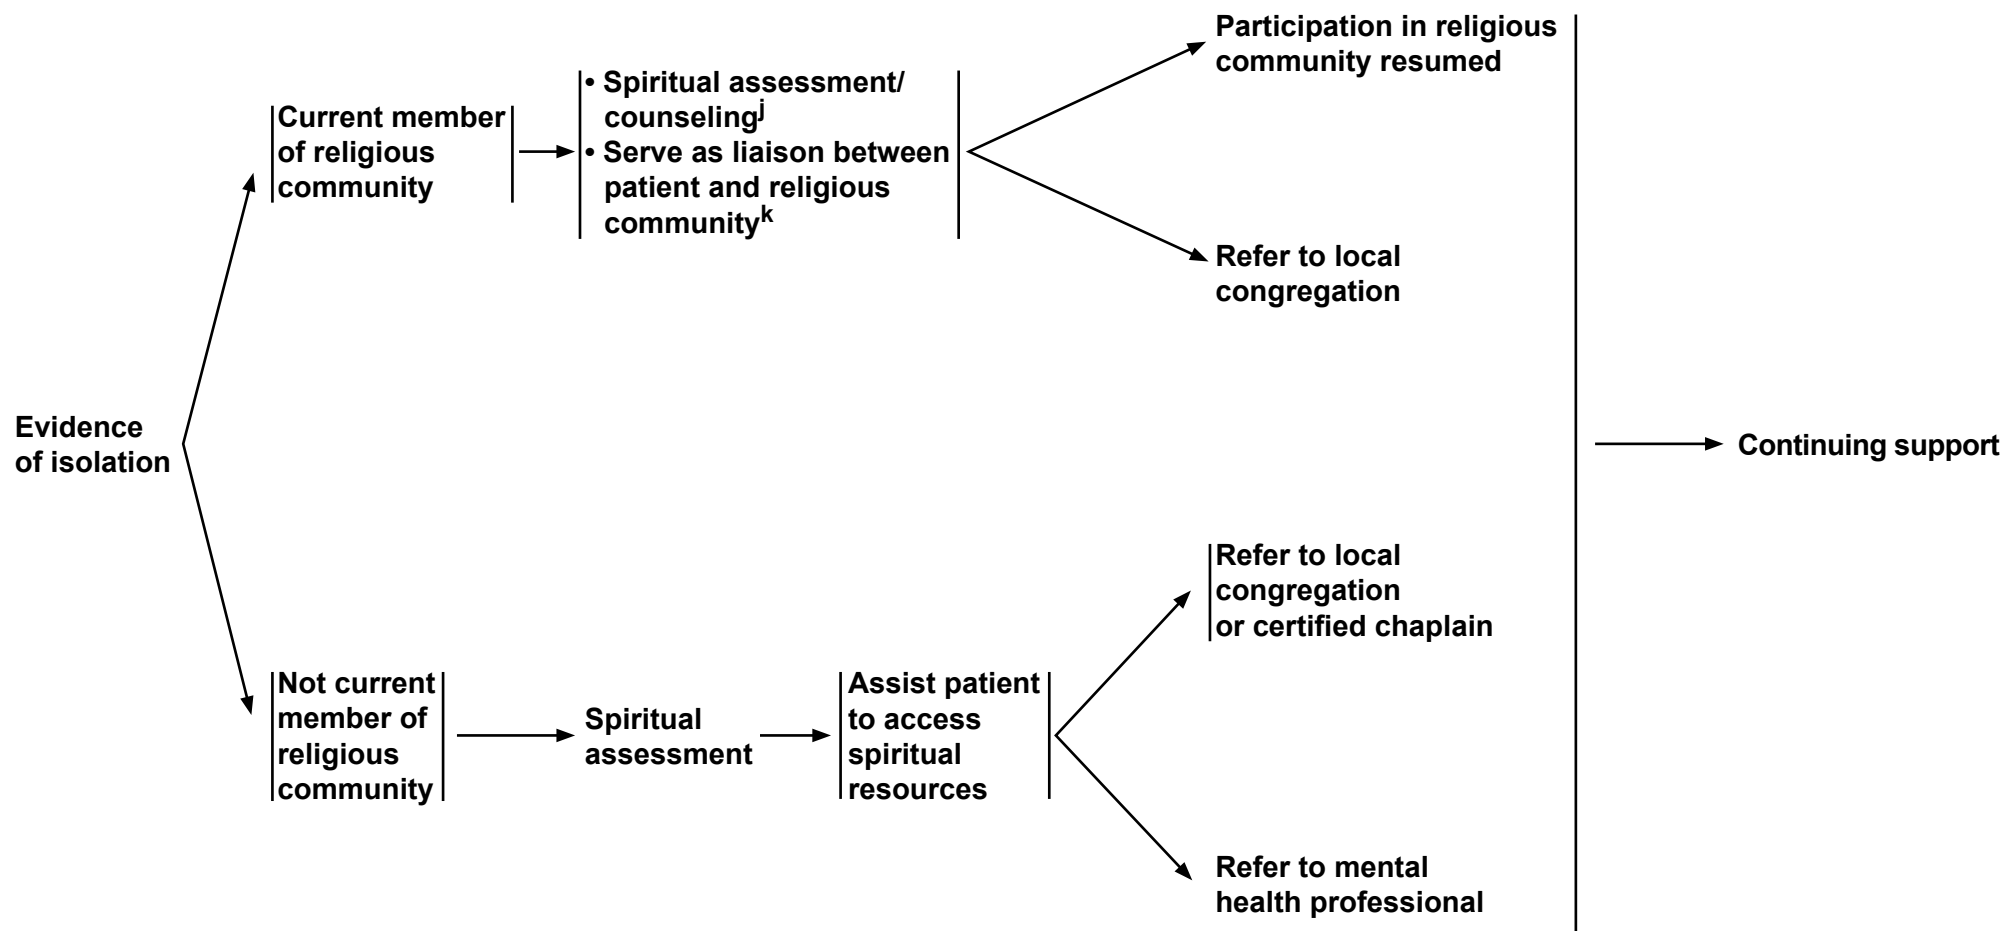 Participation in religious
community resumed
• Spiritual assessment/
counselingʲ
• Serve as liaison between
patient and religious
communityᵏ
Current member
of religious
community
Refer to local
congregation
Evidence
of isolation
Continuing support
Refer to local
congregation
or certified chaplain
Not current
member of
religious
community
Spiritual
assessment
Assist patient
to access
spiritual
resources
Refer to mental
health professional